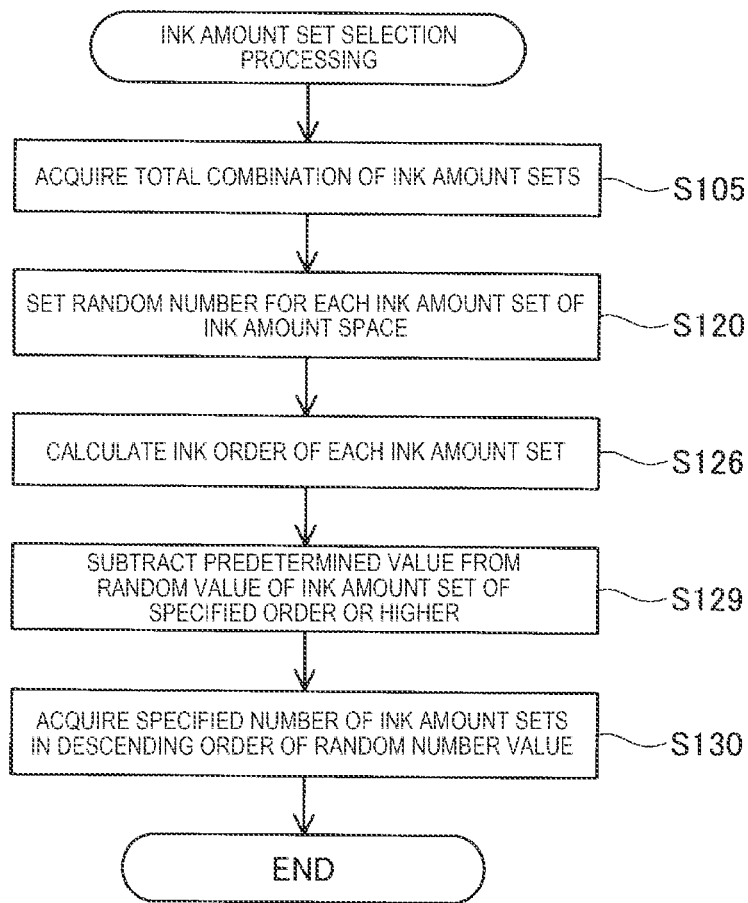 INK AMOUNT SET SELECTION
PROCESSING
ACQUIRE TOTAL COMBINATION OF INK AMOUNT SETS
S105
SET RANDOM NUMBER FOR EACH INK AMOUNT SET OF
INK AMOUNT SPACE
S120
CALCULATE INK ORDER OF EACH INK AMOUNT SET
S126
SUBTRACT PREDETERMINED VALUE FROM
RANDOM VALUE OF INK AMOUNT SET OF
SPECIFIED ORDER OR HIGHER
S129
ACQUIRE SPECIFIED NUMBER OF INK AMOUNT SETS
IN DESCENDING ORDER OF RANDOM NUMBER VALUE
S130
END